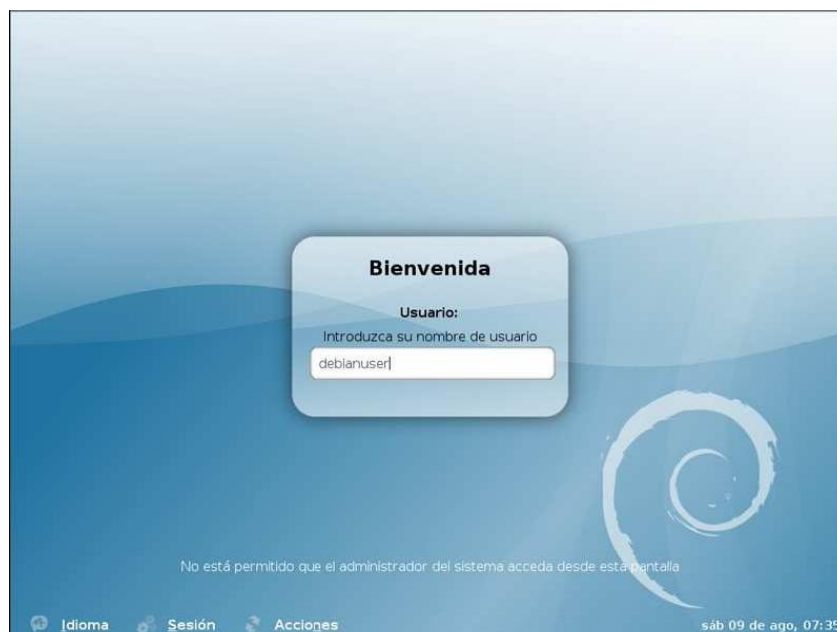 Bienvenida
Usuario:
Introduzca su nombre de usuario
debianuser
No está permitido que el administrador del sistema acceda desde esta pantalla
Idioma Sesión Acciones sáb 09 de ago, 07:35